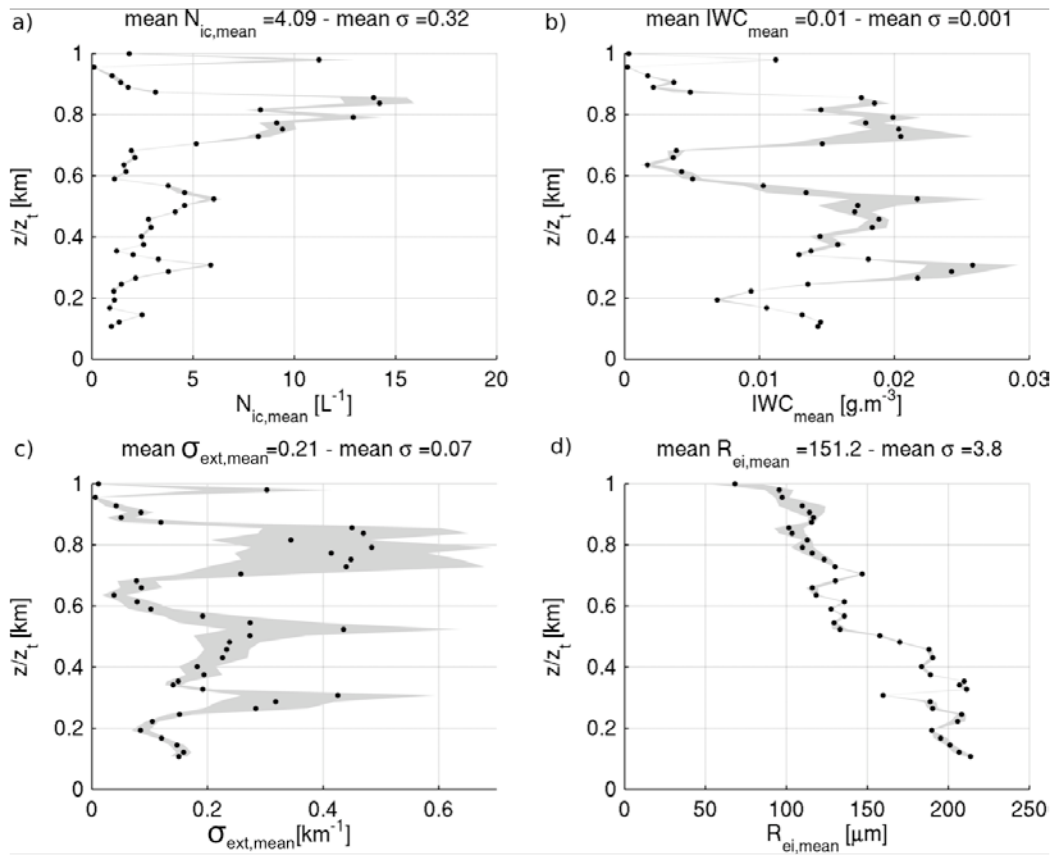 a) mean N_ic,mean =4.09 - mean σ =0.32
1
0.8
0.6
0.4
0.2
0
z/z_t [km]
0 5 10 15 20
N_ic,mean [L^-1]
b) mean IWC_mean =0.01 - mean σ =0.001
1
0.8
0.6
0.4
0.2
0
z/z_t [km]
0 0.01 0.02 0.03
IWC_mean [g.m^-3]
c) mean σ_ext,mean =0.21 - mean σ =0.07
1
0.8
0.6
0.4
0.2
0
z/z_t [km]
0 0.2 0.4 0.6
σ_ext,mean [km^-1]
d) mean R_ei,mean =151.2 - mean σ =3.8
1
0.8
0.6
0.4
0.2
0
z/z_t [km]
0 50 100 150 200 250
R_ei,mean [μm]